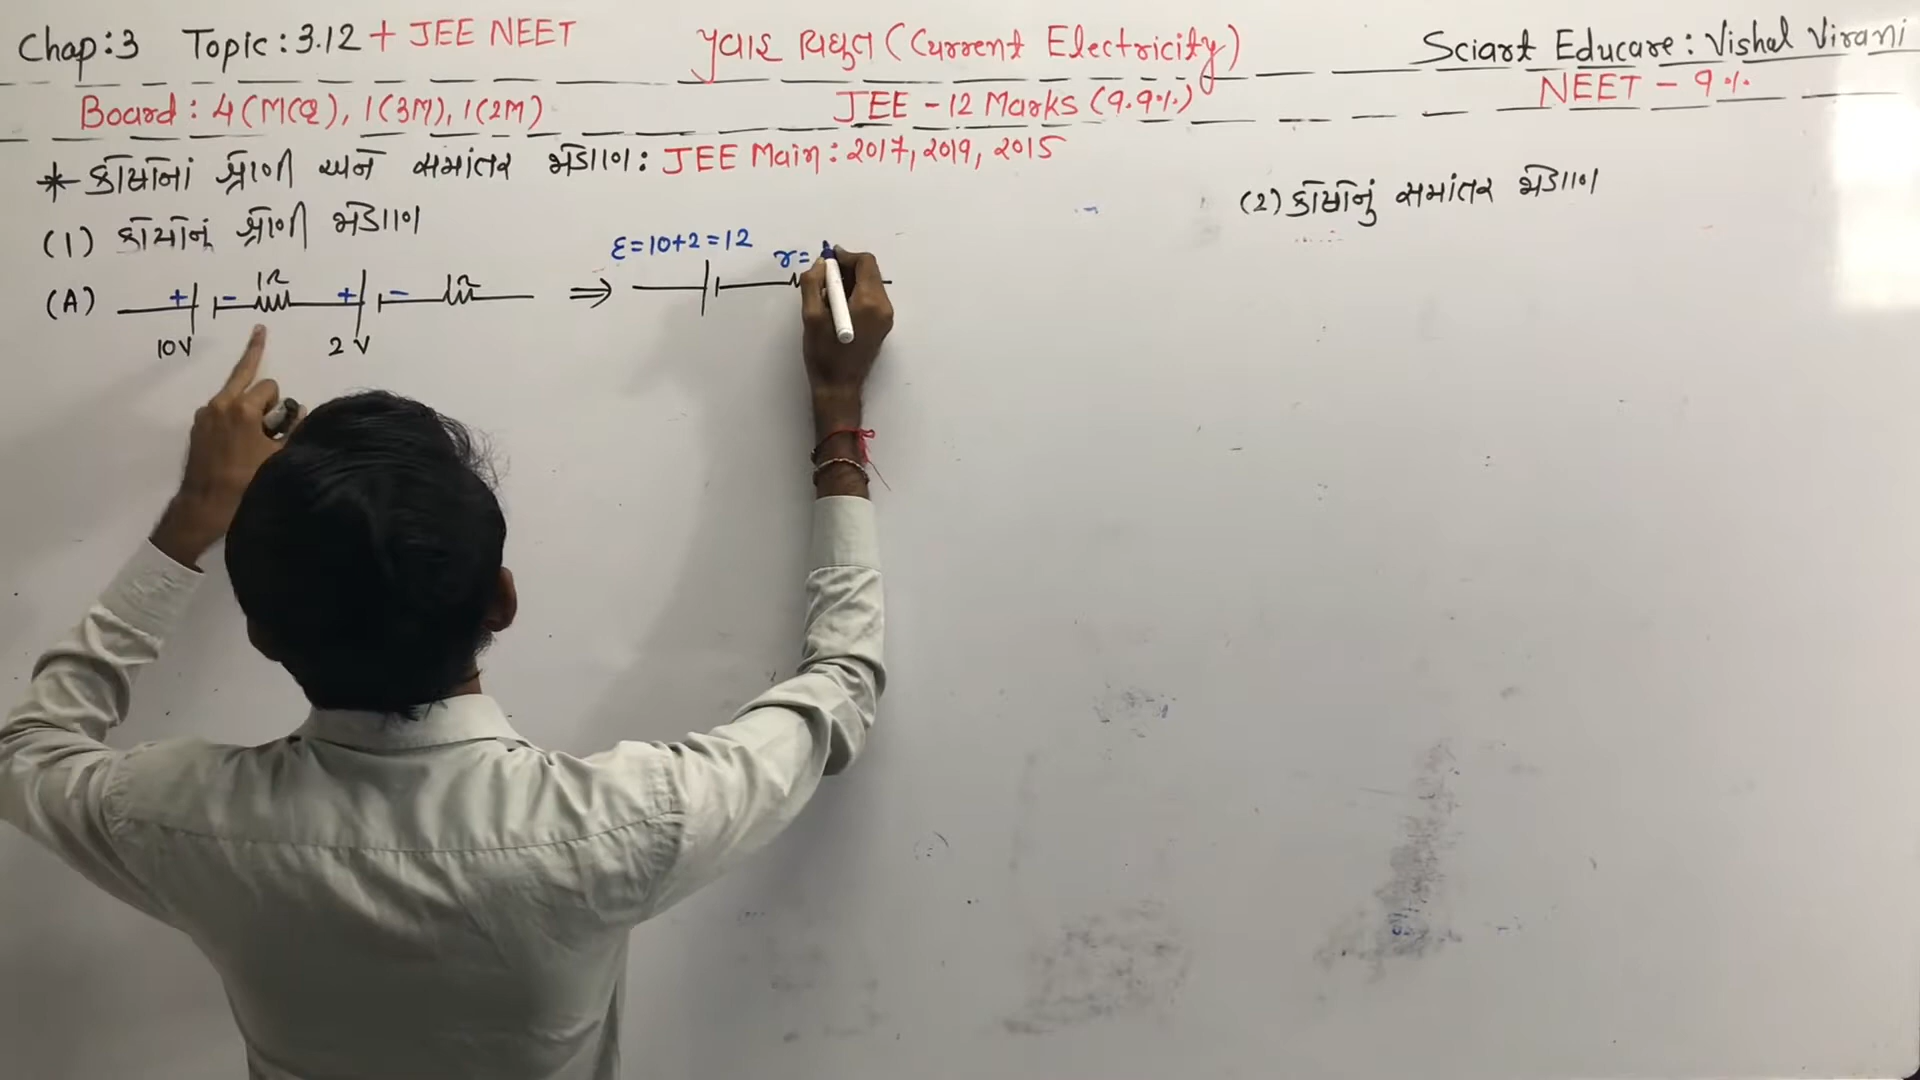 Chap:3 Topic:3.12 + JEE NEET પ્રવાહ વિદ્યુત (Current Electricity) Sciart Educare: Vishal Virani
Board: 4(MCQ), 1(3M), 1(2M) JEE - 12 Marks (9.9%) NEET - 9%
* કોષોનાં શ્રેણી અને સમાંતર જોડાણ: JEE Main: 2017, 2019, 2015
(1) કોષોનું શ્રેણી જોડાણ
(2) કોષોનું સમાંતર જોડાણ
ε=10+2=12
r=
(A) + - 1Ω + - ⇒
10V 2V